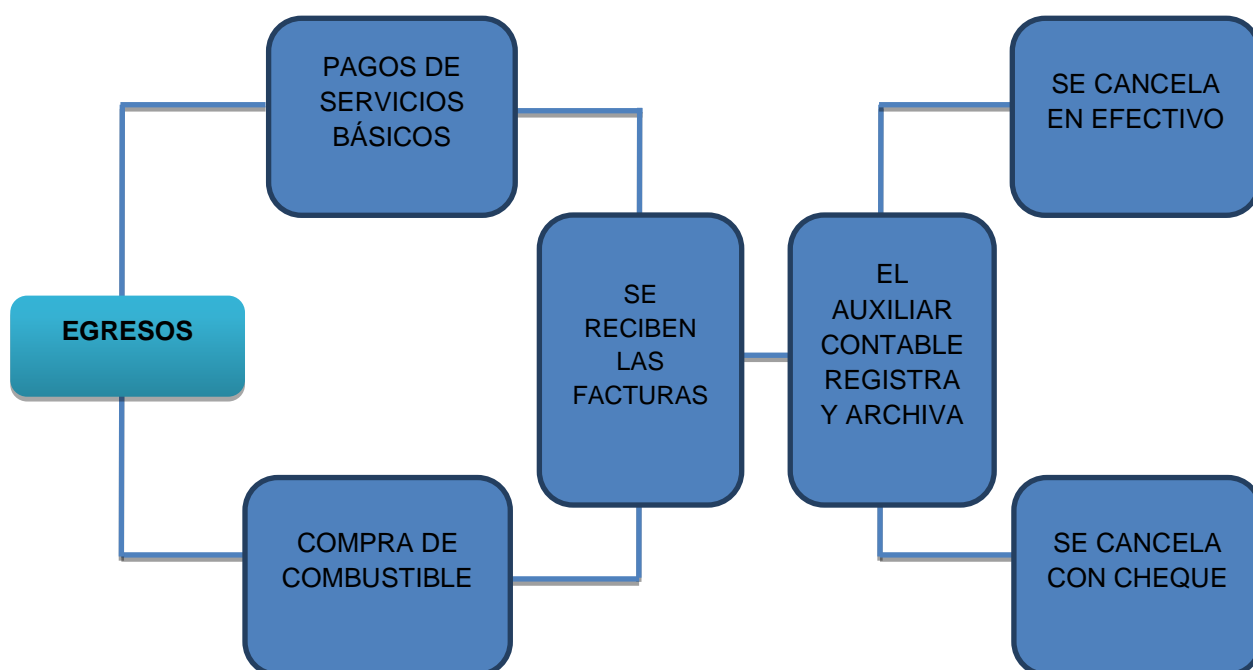 EGRESOS
PAGOS DE
SERVICIOS
BÁSICOS
COMPRA DE
COMBUSTIBLE
SE
RECIBEN
LAS
FACTURAS
EL
AUXILIAR
CONTABLE
REGISTRA
Y ARCHIVA
SE CANCELA
EN EFECTIVO
SE CANCELA
CON CHEQUE